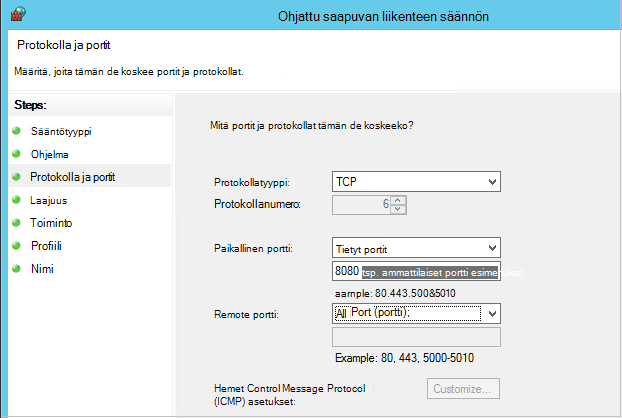 Ohjattu saapuvan liikenteen säännön
Protokolla ja portit
Määritä, joita tämän de koskee portit ja protokollat.
Steps:
Sääntötyyppi
Ohjelma
Protokolla ja portit
Laajuus
Toiminto
Profiili
Nimi
Mitä portit ja protokollat tämän de koskeeko?
Protokollatyyppi: TCP
Protokollanumero: 6
Paikallinen portti: Tietyt portit
8080 tsp. ammattilaiset portti esimerkiksi)
aample: 80.443.500&5010
Remote portti: All Port (portti);
Example: 80, 443, 5000-5010
Hemet Control Message Protocol
(ICMP) asetukset: Customize...